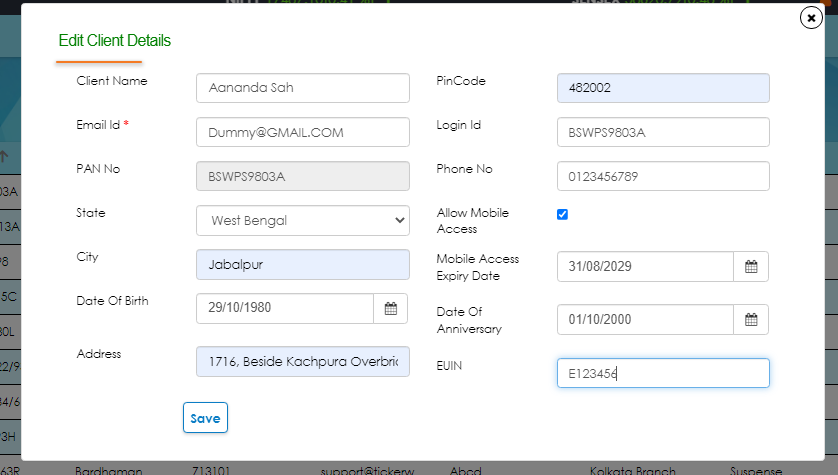 Edit Client Details
Client Name Aananda Sah PinCode 482002
Email Id * Dummy@GMAIL.COM Login Id BSWPS9803A
PAN No BSWPS9803A Phone No 0123456789
State West Bengal Allow Mobile Access
City Jabalpur Mobile Access Expiry Date 31/08/2029
Date Of Birth 29/10/1980 Date Of Anniversary 01/10/2000
Address 1716, Beside Kachpura Overbric EUIN E123456
Save
63R Bardhaman 713101 support@tickerw Abcd Kolkata Branch Suspense